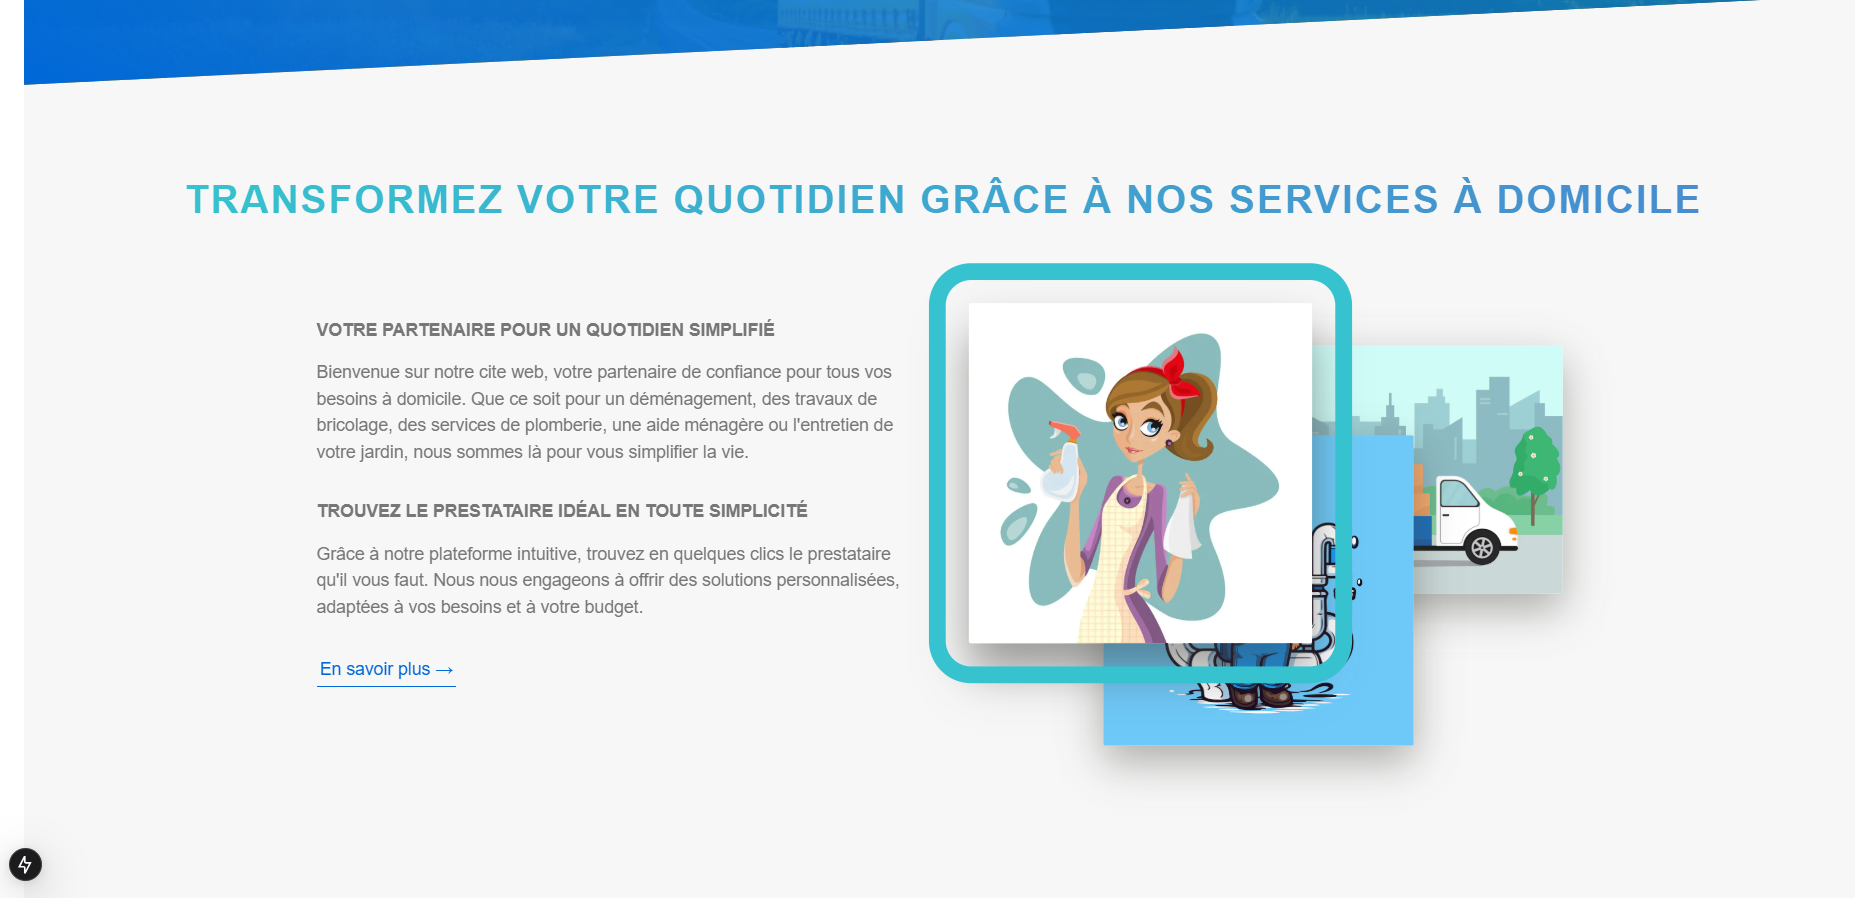 TRANSFORMEZ VOTRE QUOTIDIEN GRÂCE À NOS SERVICES À DOMICILE
VOTRE PARTENAIRE POUR UN QUOTIDIEN SIMPLIFIÉ
Bienvenue sur notre cite web, votre partenaire de confiance pour tous vos
besoins à domicile. Que ce soit pour un déménagement, des travaux de
bricolage, des services de plomberie, une aide ménagère ou l'entretien de
votre jardin, nous sommes là pour vous simplifier la vie.
TROUVEZ LE PRESTATAIRE IDÉAL EN TOUTE SIMPLICITÉ
Grâce à notre plateforme intuitive, trouvez en quelques clics le prestataire
qu'il vous faut. Nous nous engageons à offrir des solutions personnalisées,
adaptées à vos besoins et à votre budget.
En savoir plus →